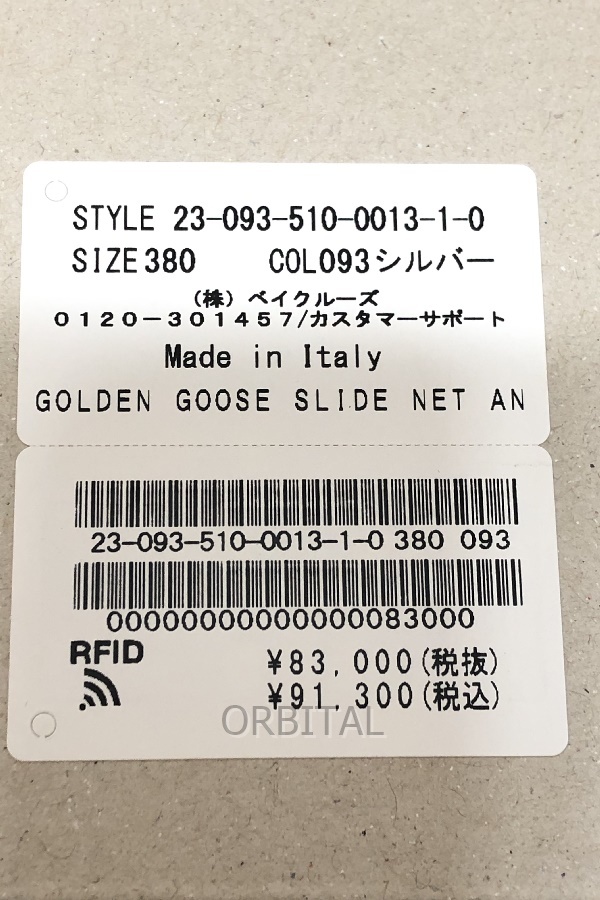 STYLE 23-093-510-0013-1-0
SIZE380 COL093シルバー
（株）ベイクルーズ
０１２０－３０１４５７/カスタマーサポート
Made in Italy
GOLDEN GOOSE SLIDE NET AN
23-093-510-0013-1-0 380 093
00000000000000083000
RFID
¥83,000(税抜)
¥91,300(税込)
ORBITAL